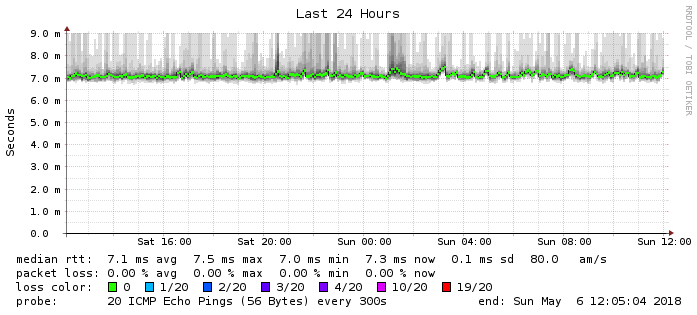 Last 24 Hours
RRDTOOL / TOBI OETIKER
Seconds
9.0 m
8.0 m
7.0 m
6.0 m
5.0 m
4.0 m
3.0 m
2.0 m
1.0 m
0.0
Sat 16:00 Sat 20:00 Sun 00:00 Sun 04:00 Sun 08:00 Sun 12:00
median rtt: 7.1 ms avg 7.5 ms max 7.0 ms min 7.3 ms now 0.1 ms sd 80.0 am/s
packet loss: 0.00 % avg 0.00 % max 0.00 % min 0.00 % now
loss color: 0 1/20 2/20 3/20 4/20 10/20 19/20
probe: 20 ICMP Echo Pings (56 Bytes) every 300s end: Sun May 6 12:05:04 2018